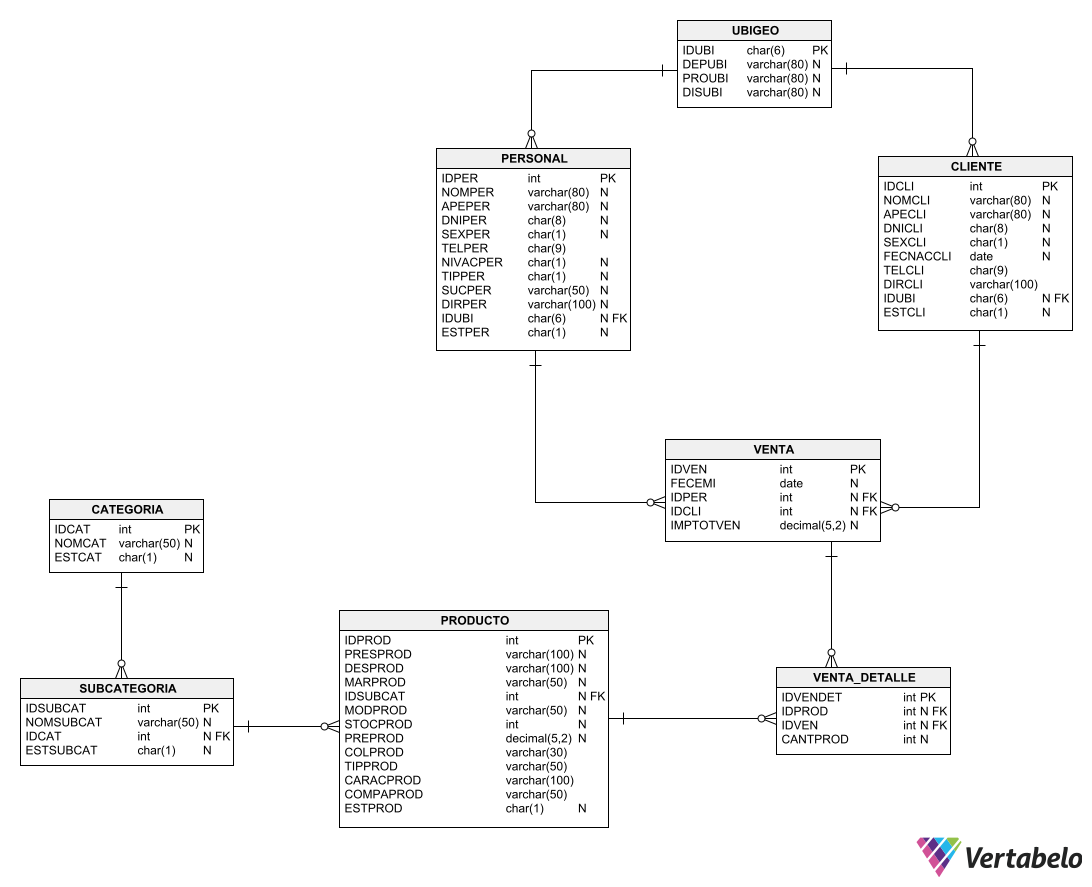 UBIGEO
IDUBI char(6) PK
DEPUBI varchar(80) N
PROUBI varchar(80) N
DISUBI varchar(80) N
PERSONAL
IDPER int PK
NOMPER varchar(80) N
APEPER varchar(80) N
DNIPER char(8) N
SEXPER char(1) N
TELPER char(9)
NIVACPER char(1) N
TIPPER char(1) N
SUCPER varchar(50) N
DIRPER varchar(100) N
IDUBI char(6) N FK
ESTPER char(1) N
CLIENTE
IDCLI int PK
NOMCLI varchar(80) N
APECLI varchar(80) N
DNICLI char(8) N
SEXCLI char(1) N
FECNACCLI date N
TELCLI char(9)
DIRCLI varchar(100)
IDUBI char(6) N FK
ESTCLI char(1) N
VENTA
IDVEN int PK
FECEMI date N
IDPER int N FK
IDCLI int N FK
IMPTOTVEN decimal(5,2) N
CATEGORIA
IDCAT int PK
NOMCAT varchar(50) N
ESTCAT char(1) N
SUBCATEGORIA
IDSUBCAT int PK
NOMSUBCAT varchar(50) N
IDCAT int N FK
ESTSUBCAT char(1) N
PRODUCTO
IDPROD int PK
PRESPROD varchar(100) N
DESPROD varchar(100) N
MARPROD varchar(50) N
IDSUBCAT int N FK
MODPROD varchar(50) N
STOCPROD int N
PREPROD decimal(5,2) N
COLPROD varchar(30)
TIPPROD varchar(50)
CARACPROD varchar(100)
COMPAPROD varchar(50)
ESTPROD char(1) N
VENTA_DETALLE
IDVENDET int PK
IDPROD int N FK
IDVEN int N FK
CANTPROD int N
Vertabelo